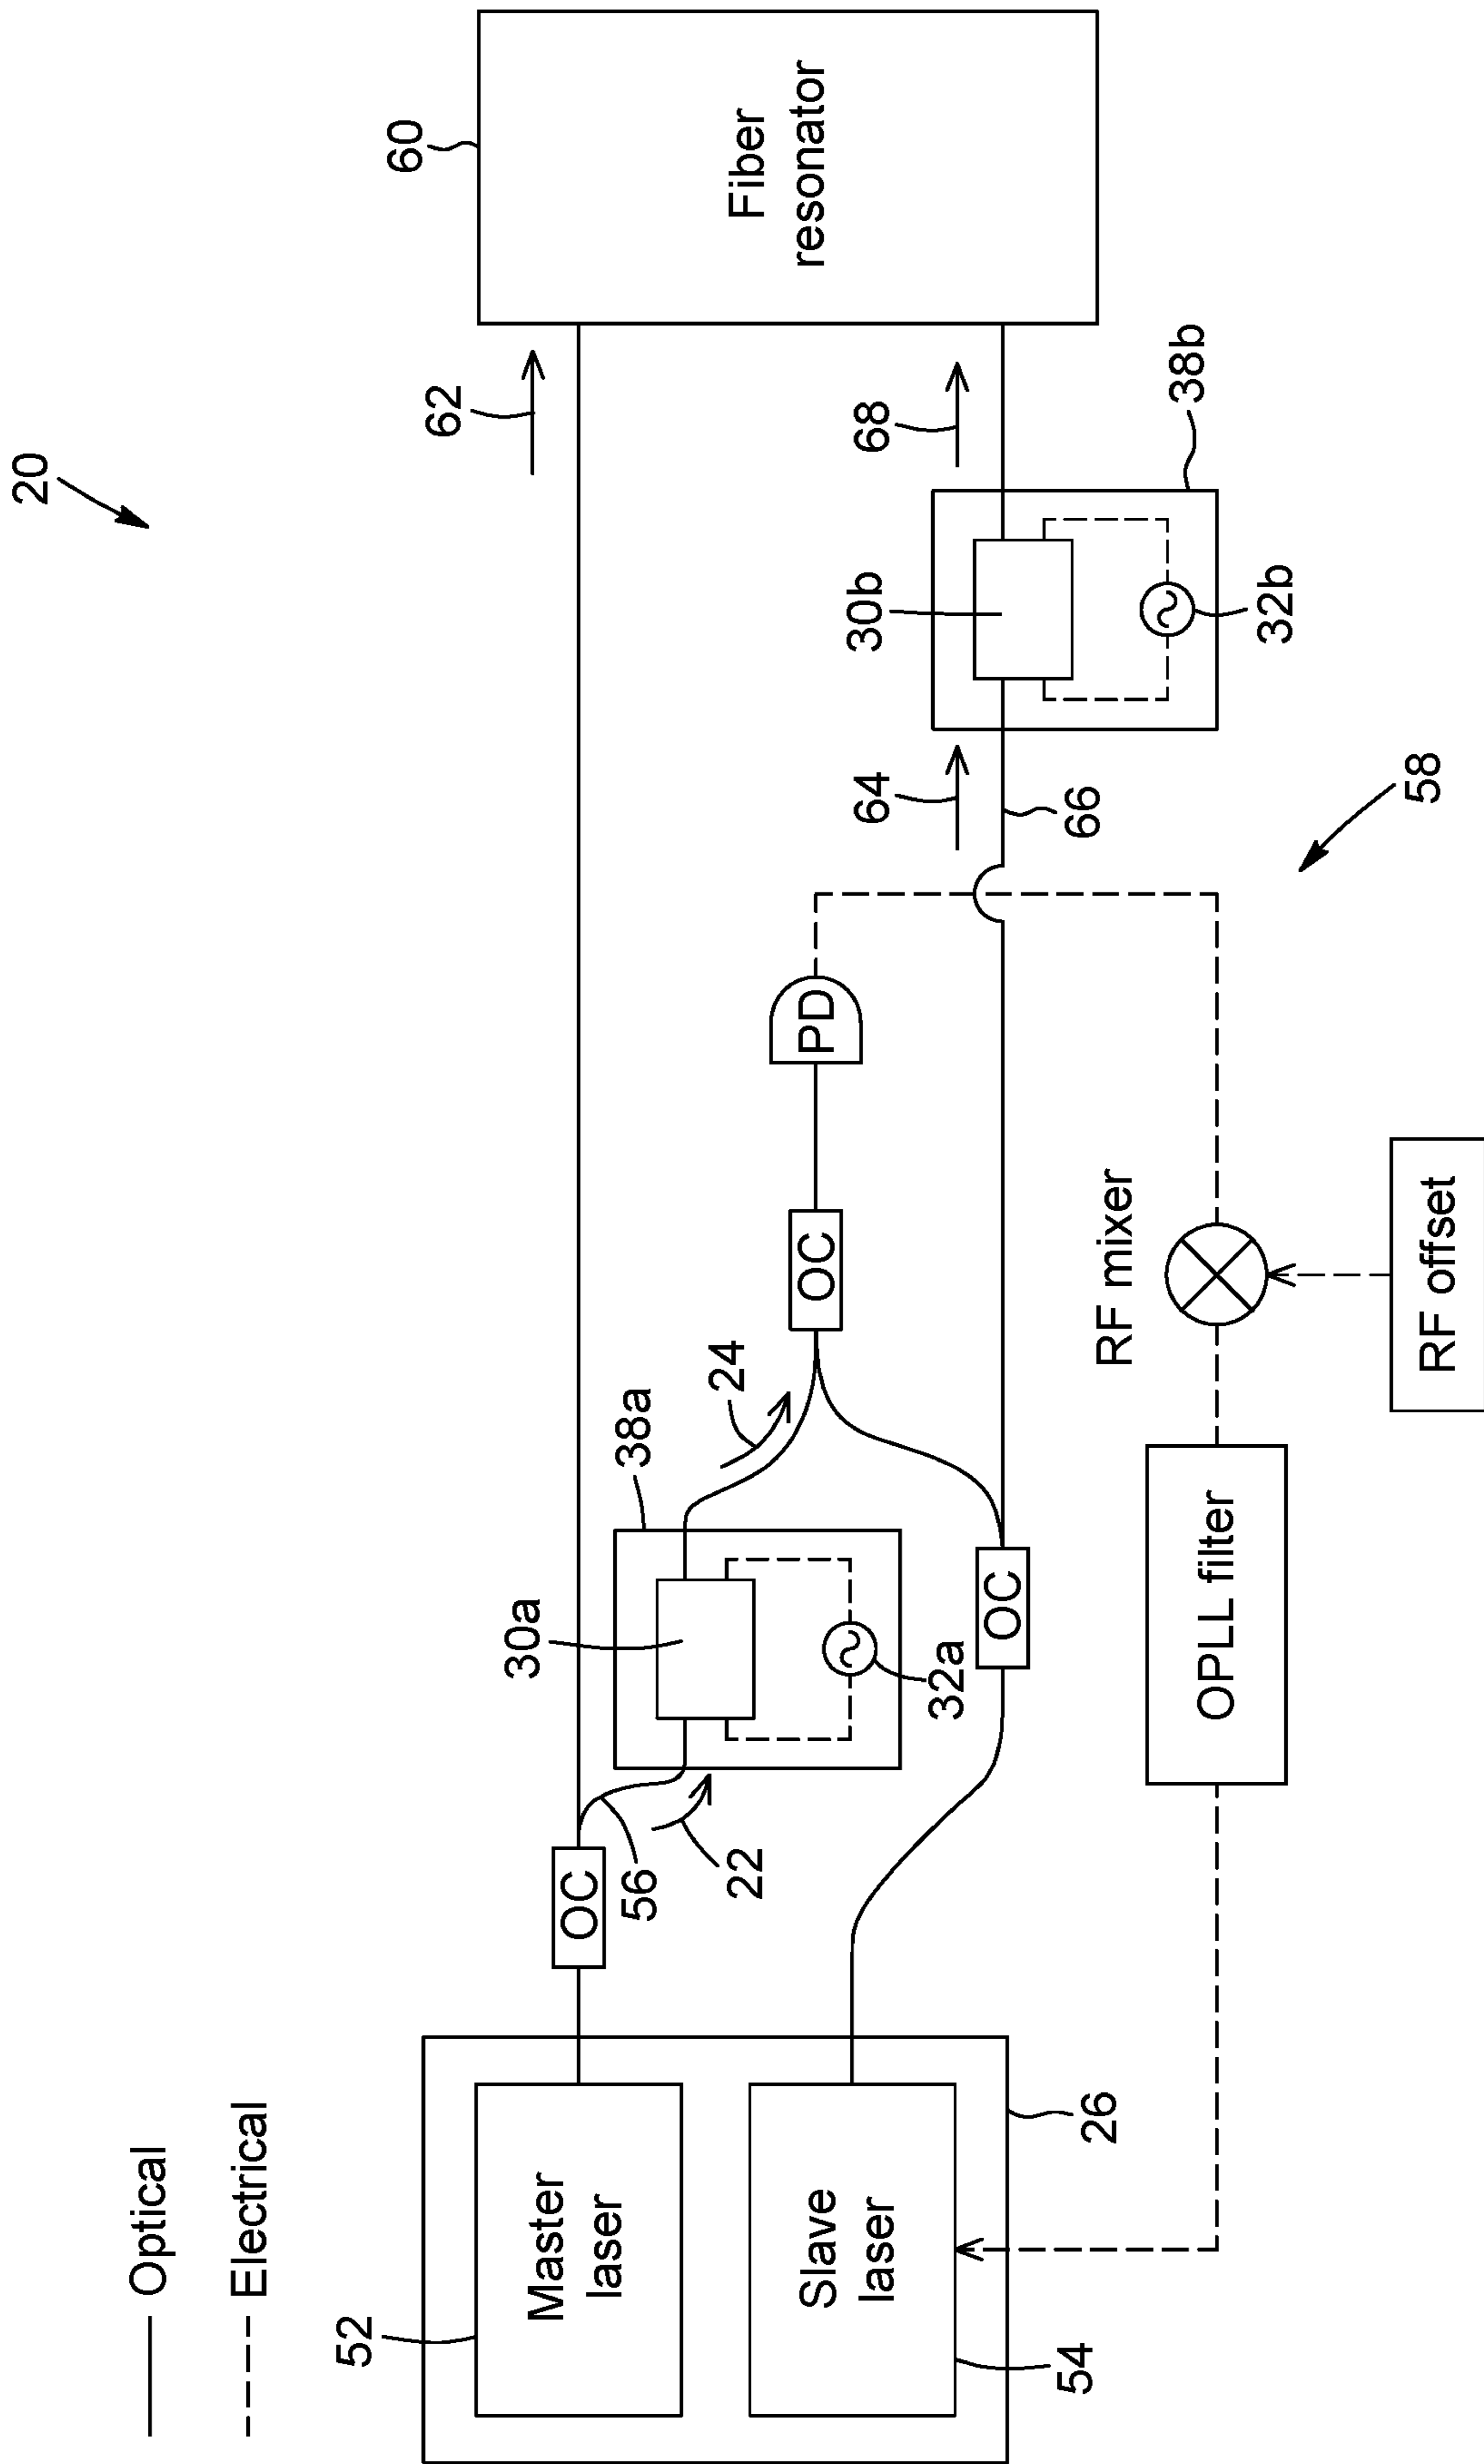 20
Optical
Electrical
60
Fiber
resonator
62
52
Master
laser
OC
56
22
30a
38a
24
32a
OC
PD
68
64
66
30b
38b
32b
Slave
laser
54
26
OC
RF mixer
58
OPLL filter
RF offset